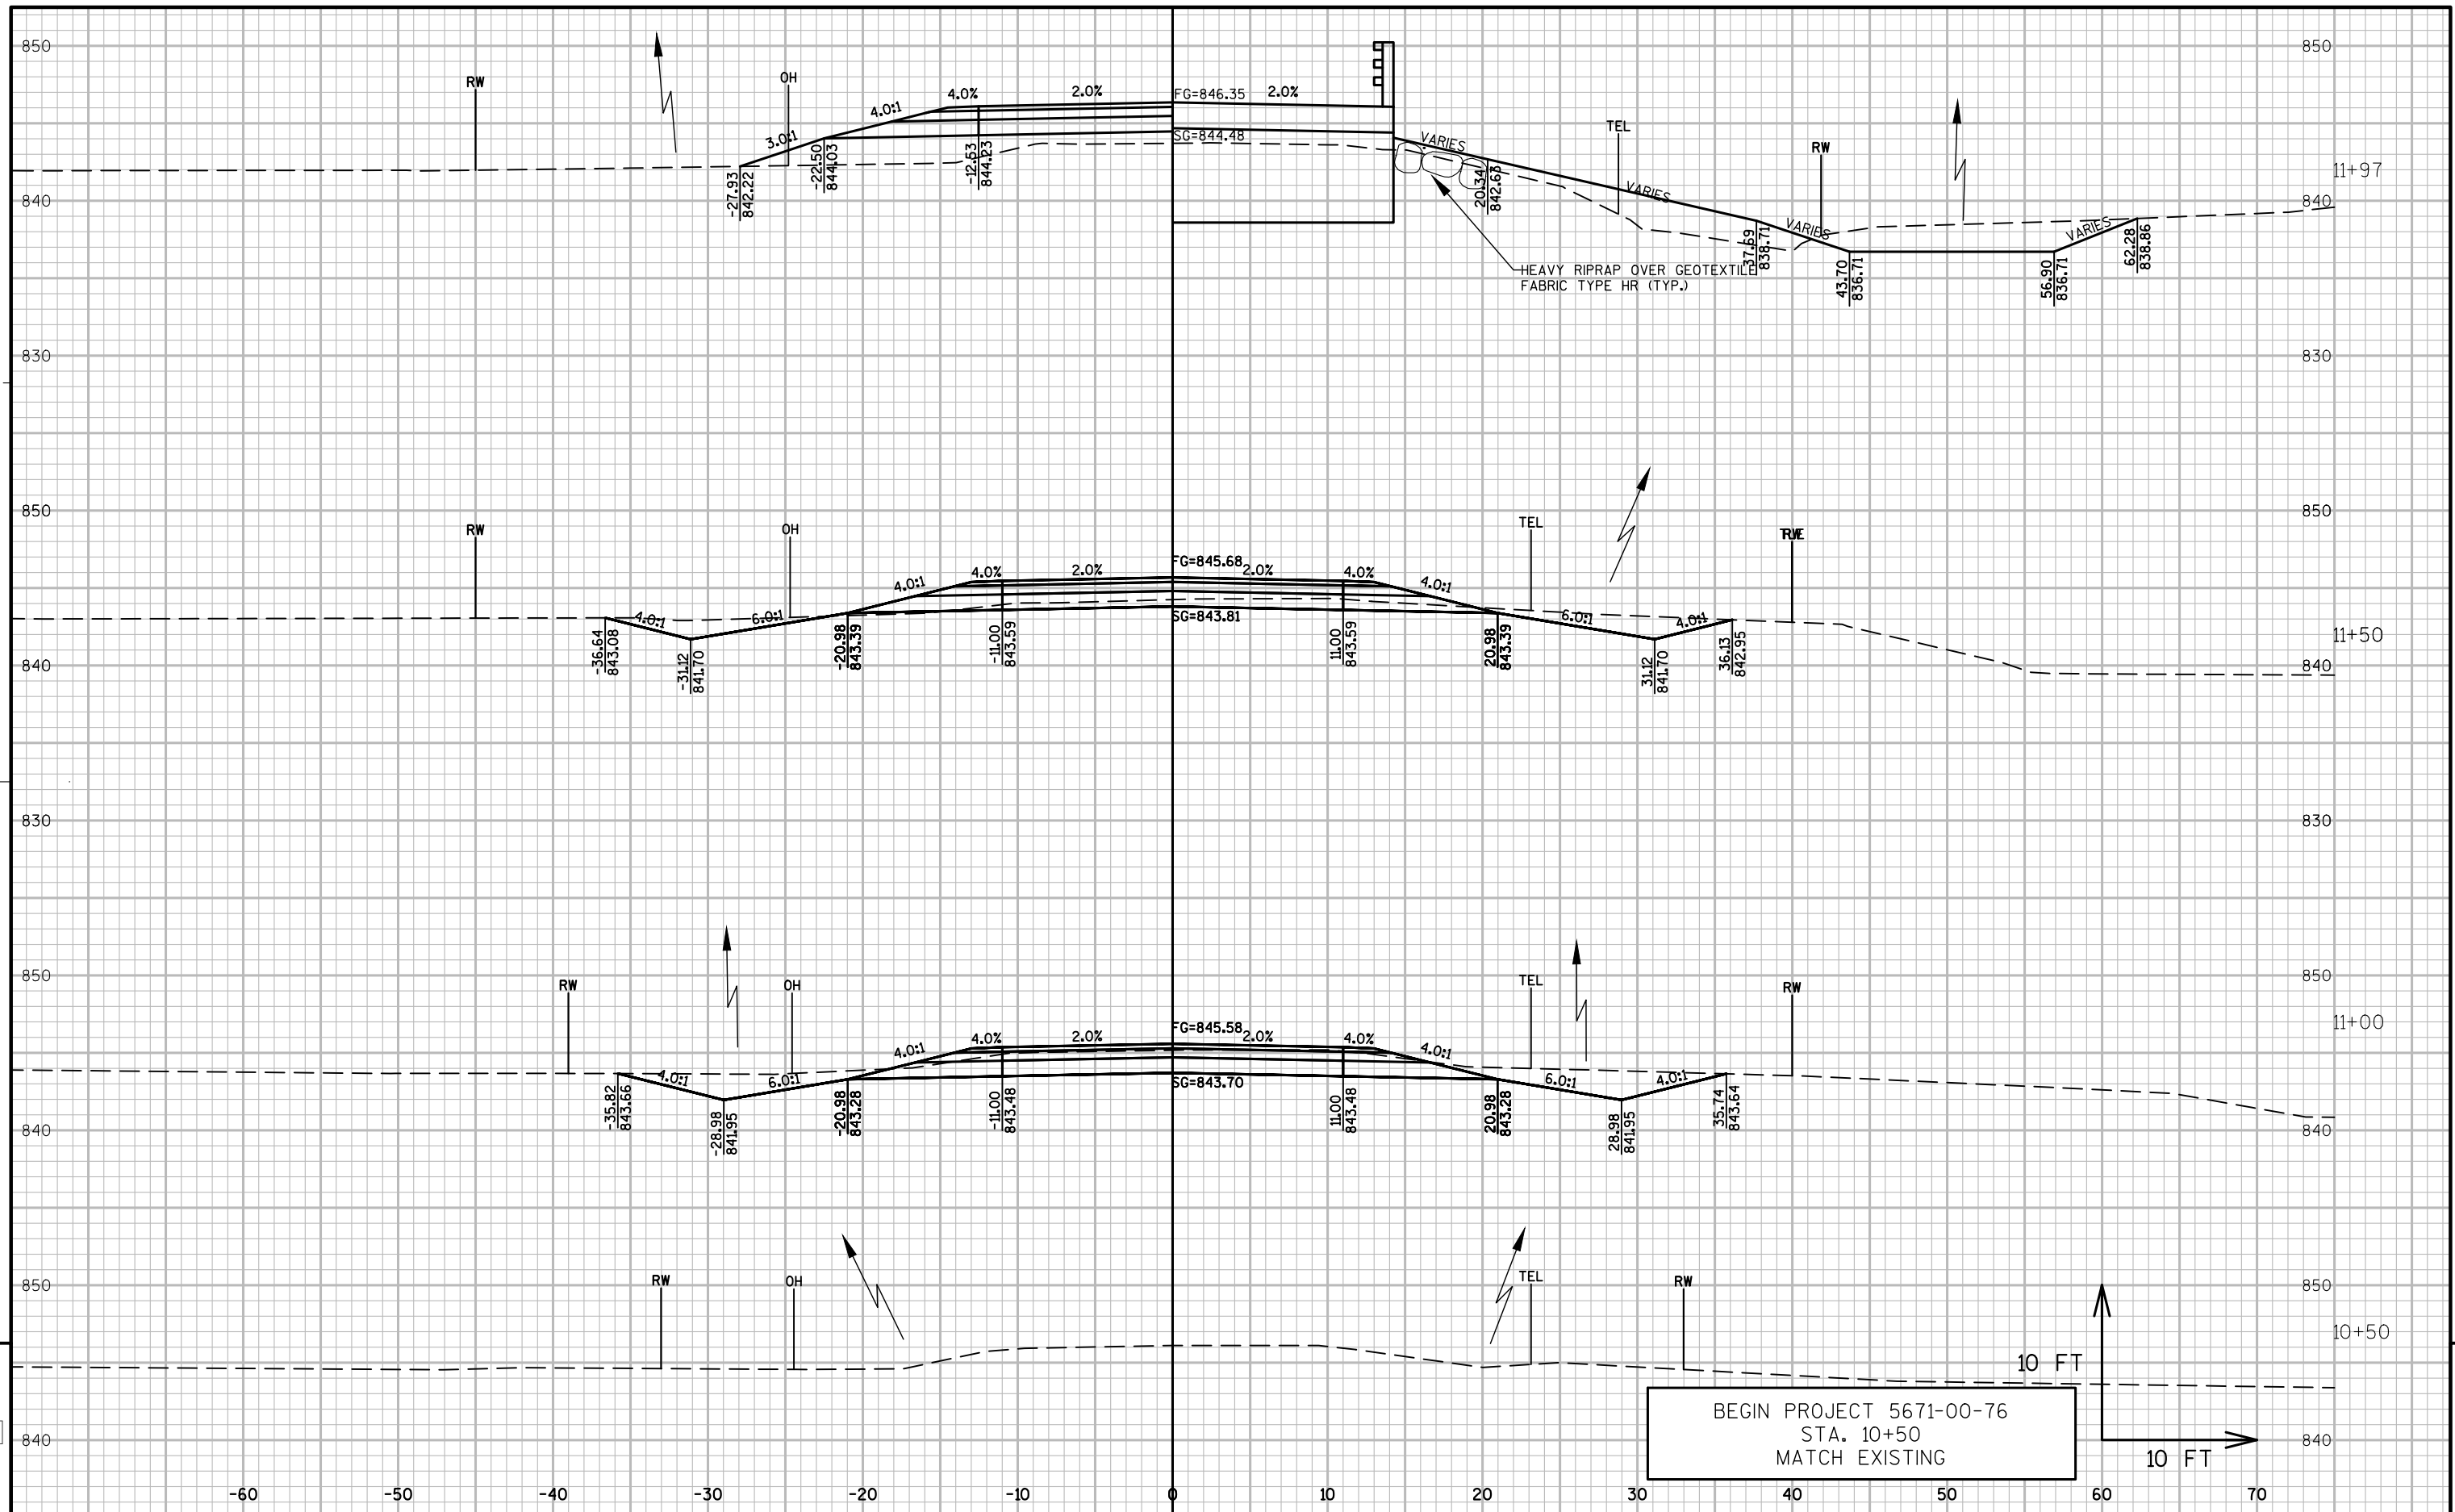 850
850
RW
OH
4.0%
2.0%
FG=846.35
2.0%
4.0:1
3.0:1
SG=844.48
VARIES
TEL
RW
11+97
840
840
-27.93
842.22
-22.50
844.03
-12.53
844.23
20.34
842.63
VARIES
VARIES
VARIES
37.69
838.71
43.70
836.71
56.90
836.71
62.28
838.86
HEAVY RIPRAP OVER GEOTEXTILE
FABRIC TYPE HR (TYP.)
830
830
850
850
RW
OH
TEL
RW
FG=845.68
4.0:1
4.0%
2.0%
2.0%
4.0%
4.0:1
4.0:1
6.0:1
SG=843.81
6.0:1
4.0:1
11+50
840
840
-36.64
843.08
-31.12
841.70
-20.98
843.39
-11.00
843.59
11.00
843.59
20.98
843.39
31.12
841.70
36.13
842.95
830
830
850
850
RW
OH
TEL
RW
11+00
FG=845.58
4.0:1
4.0%
2.0%
2.0%
4.0%
4.0:1
4.0:1
6.0:1
SG=843.70
6.0:1
4.0:1
840
840
-35.82
843.66
-28.98
841.95
-20.98
843.28
-11.00
843.48
11.00
843.48
20.98
843.28
28.98
841.95
35.74
843.64
850
850
RW
OH
TEL
RW
10+50
10 FT
BEGIN PROJECT 5671-00-76
STA. 10+50
MATCH EXISTING
840
840
10 FT
-60 -50 -40 -30 -20 -10 0 10 20 30 40 50 60 70